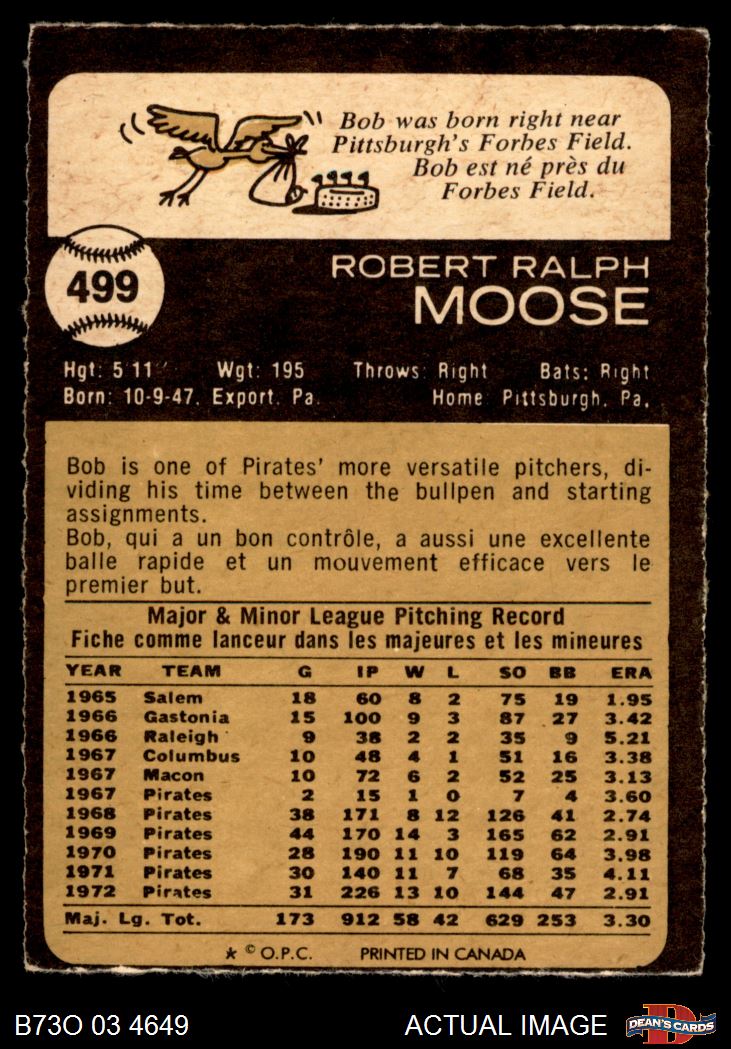 Bob was born right near
Pittsburgh's Forbes Field.
Bob est né près du
Forbes Field.
499
ROBERT RALPH
MOOSE
Hgt: 5'11" Wgt: 195 Throws: Right Bats: Right
Born: 10-9-47, Export, Pa. Home: Pittsburgh, Pa.
Bob is one of Pirates' more versatile pitchers, di-
viding his time between the bullpen and starting
assignments.
Bob, qui a un bon contrôle, a aussi une excellente
balle rapide et un mouvement efficace vers le
premier but.
Major & Minor League Pitching Record
Fiche comme lanceur dans les majeures et les mineures
YEAR TEAM G IP W L SO BB ERA
1965 Salem 18 60 8 2 75 19 1.95
1966 Gastonia 15 100 9 3 87 27 3.42
1966 Raleigh 9 38 2 2 35 9 5.21
1967 Columbus 10 48 4 1 51 16 3.38
1967 Macon 10 72 6 2 52 25 3.13
1967 Pirates 2 15 1 0 7 4 3.60
1968 Pirates 38 171 8 12 126 41 2.74
1969 Pirates 44 170 14 3 165 62 2.91
1970 Pirates 28 190 11 10 119 64 3.98
1971 Pirates 30 140 11 7 68 35 4.11
1972 Pirates 31 226 13 10 144 47 2.91
Maj. Lg. Tot. 173 912 58 42 629 253 3.30
* © O.P.C. PRINTED IN CANADA
B73O 03 4649 ACTUAL IMAGE DEAN'S CARDS